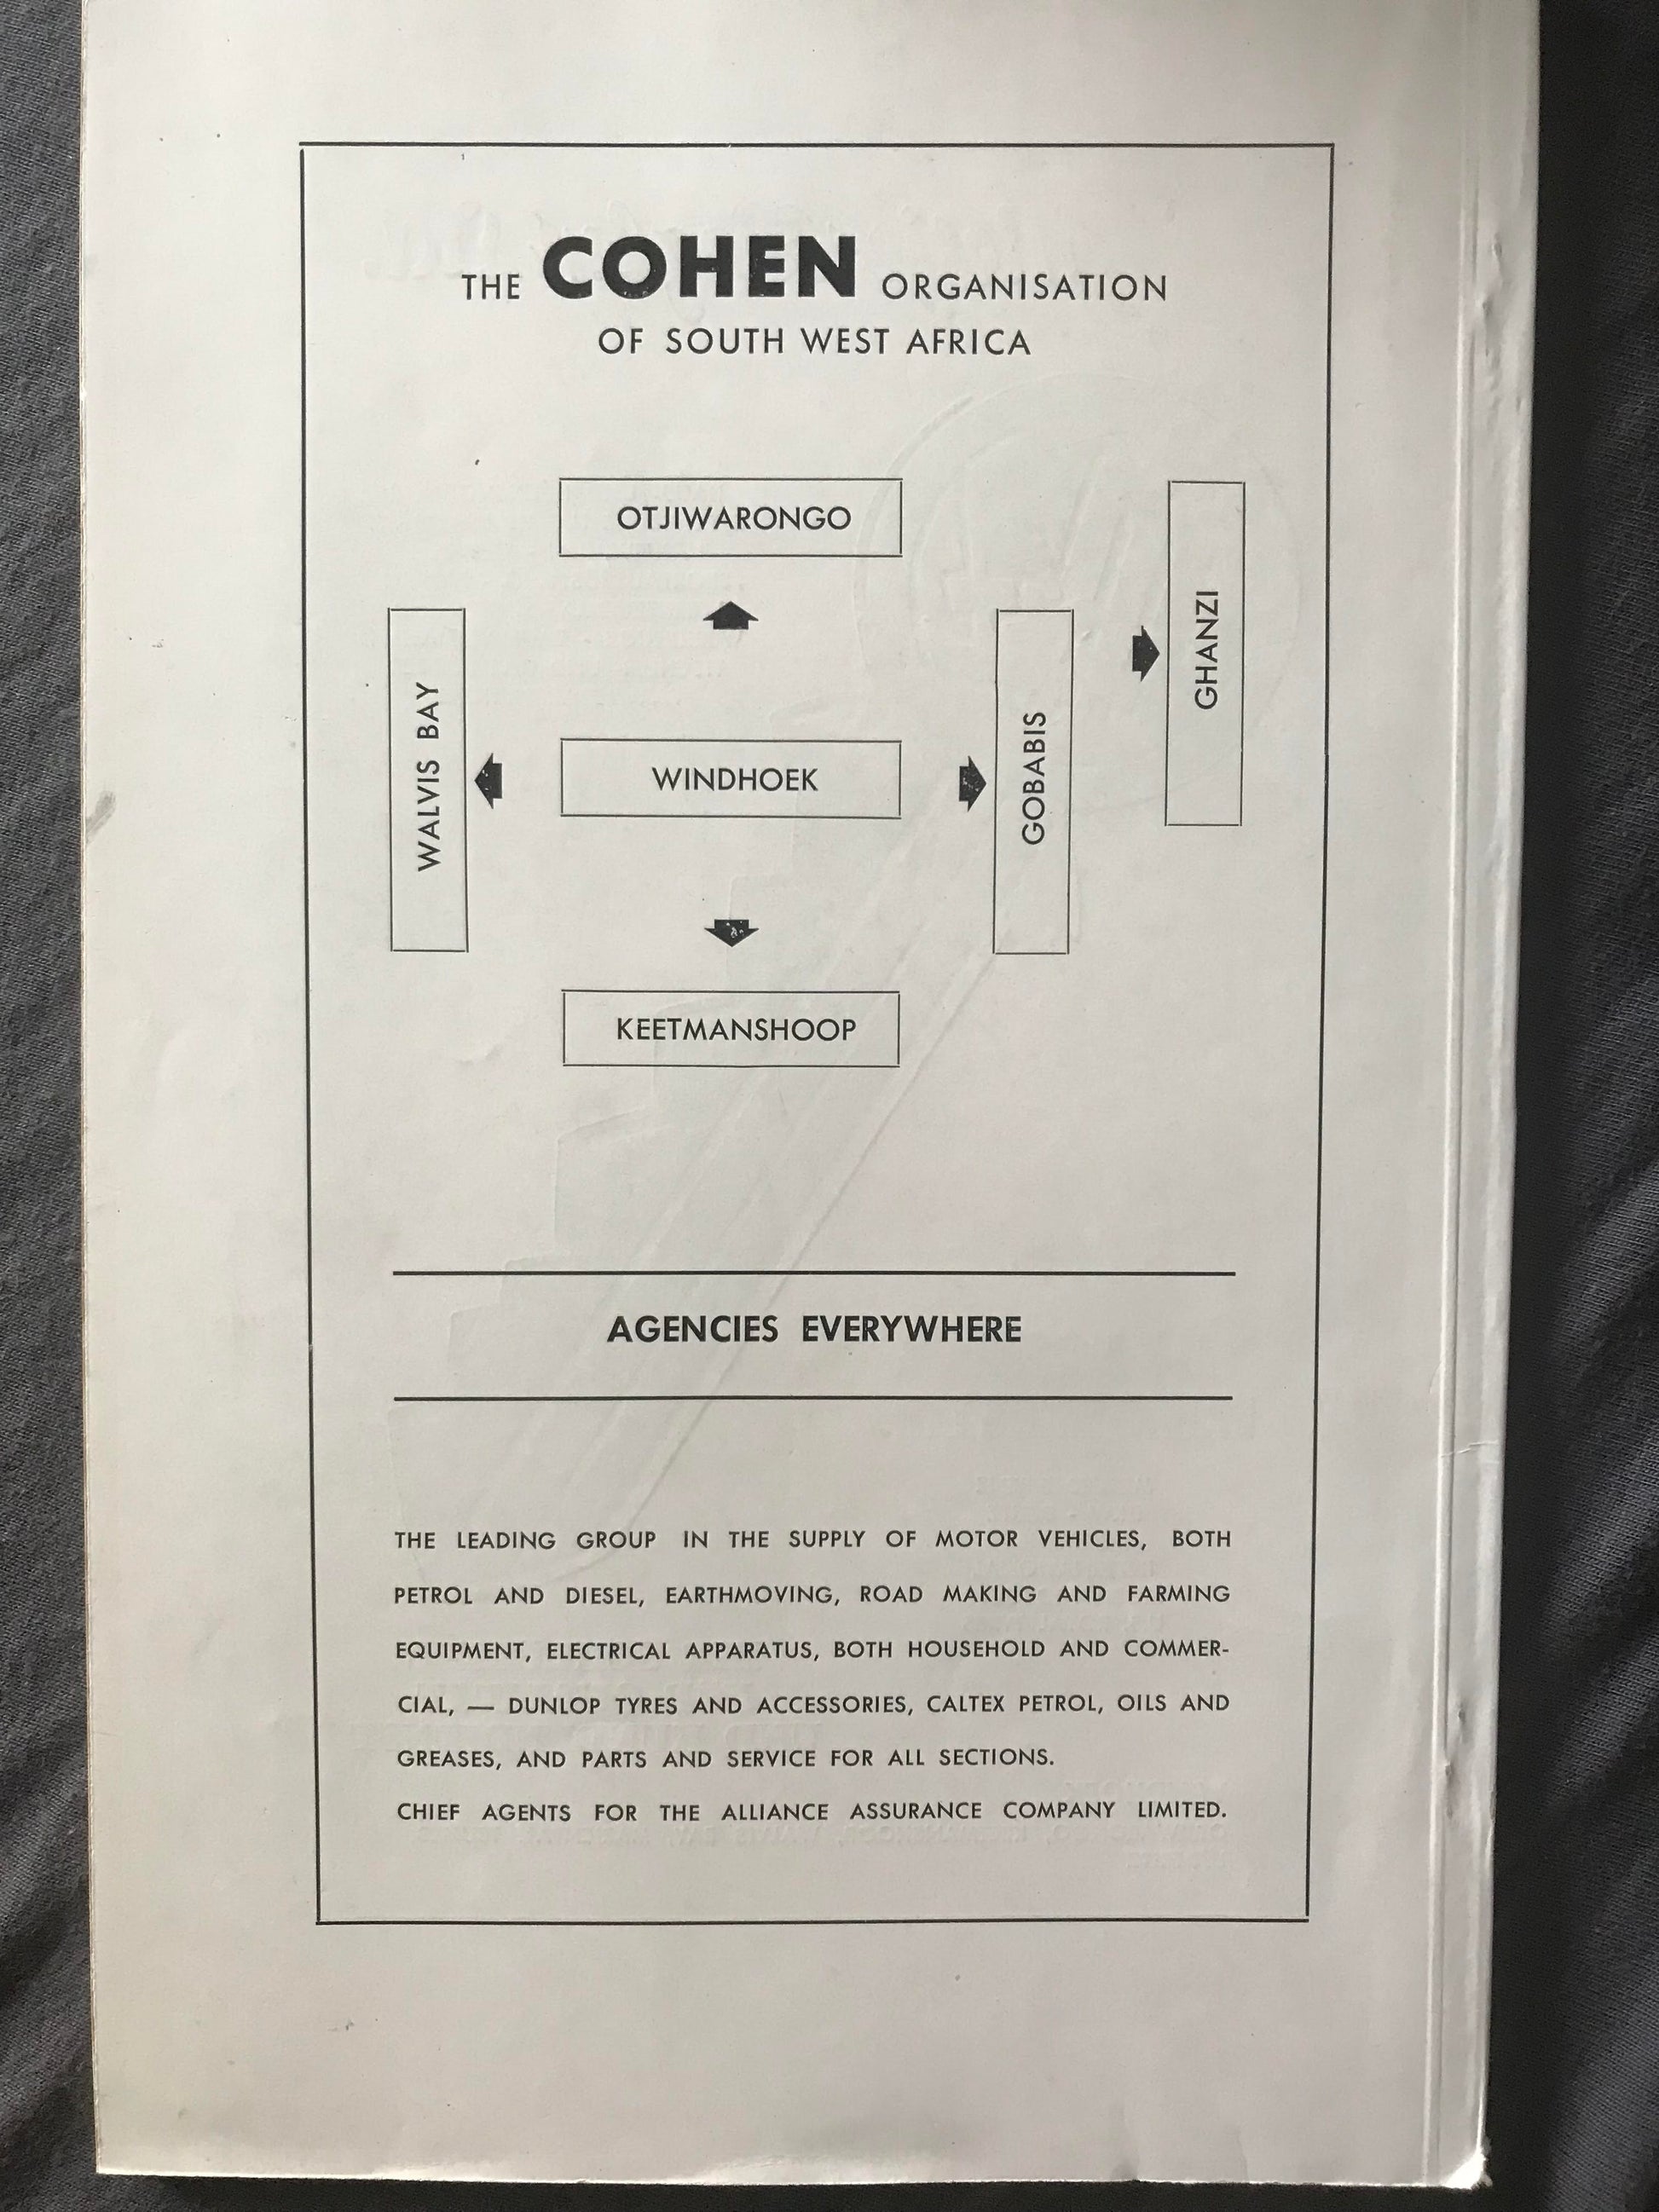 THE COHEN ORGANISATION
OF SOUTH WEST AFRICA
OTJIWARONGO
GHANZI
WALVIS BAY
WINDHOEK
GOBABIS
KEETMANSHOOP
AGENCIES EVERYWHERE
THE LEADING GROUP IN THE SUPPLY OF MOTOR VEHICLES, BOTH
PETROL AND DIESEL, EARTHMOVING, ROAD MAKING AND FARMING
EQUIPMENT, ELECTRICAL APPARATUS, BOTH HOUSEHOLD AND COMMER-
CIAL, — DUNLOP TYRES AND ACCESSORIES, CALTEX PETROL, OILS AND
GREASES, AND PARTS AND SERVICE FOR ALL SECTIONS.
CHIEF AGENTS FOR THE ALLIANCE ASSURANCE COMPANY LIMITED.